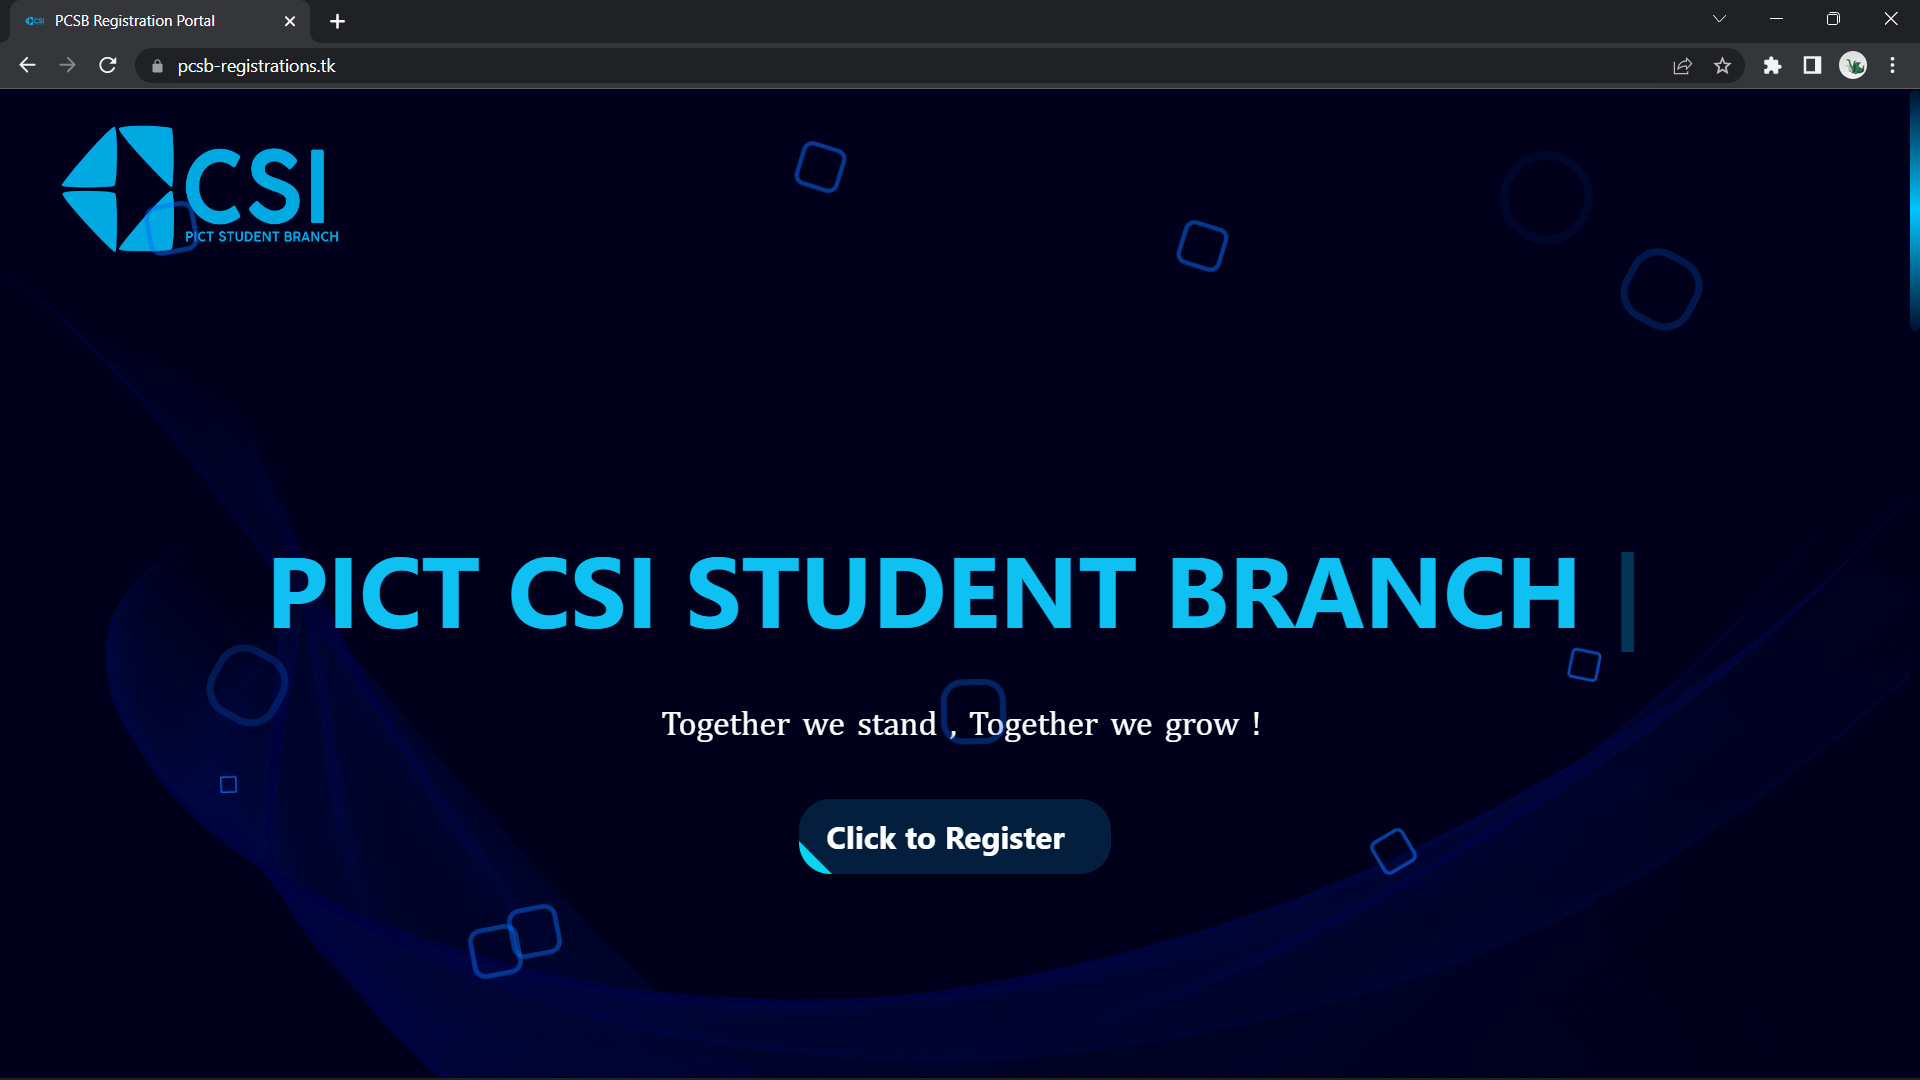 PCSB Registration Portal
pcsb-registrations.tk
CSI
PICT STUDENT BRANCH
PICT CSI STUDENT BRANCH
Together we stand , Together we grow !
Click to Register